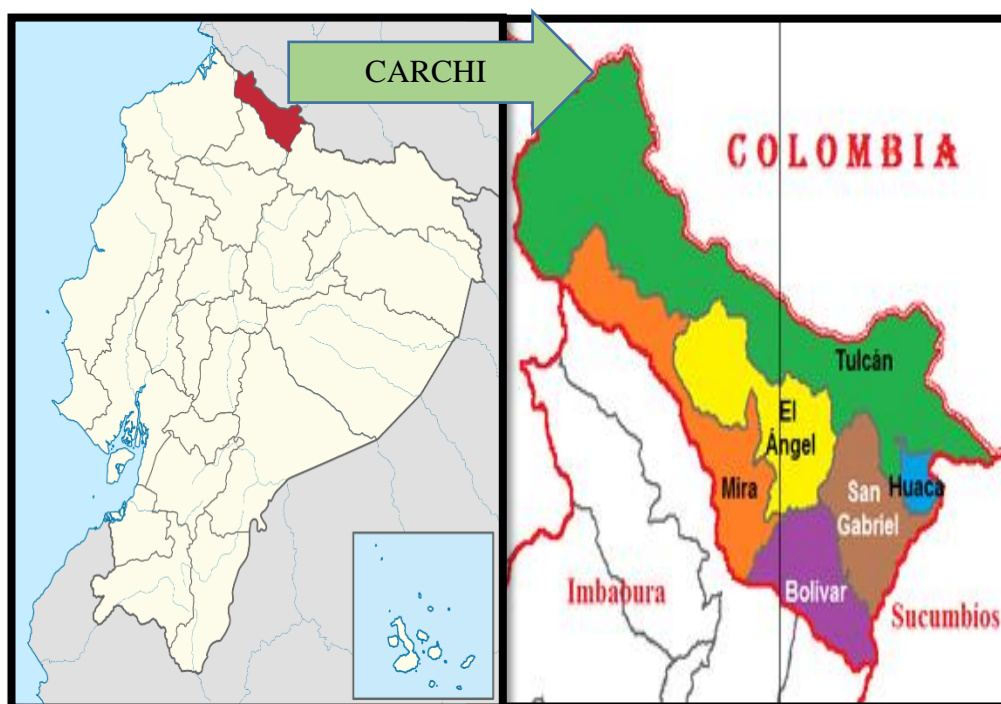 CARCHI
COLOMBIA
Tulcán
El
Ángel
Mira
San
Gabriel
Huaca
Bolivar
Imbabura
Sucumbios